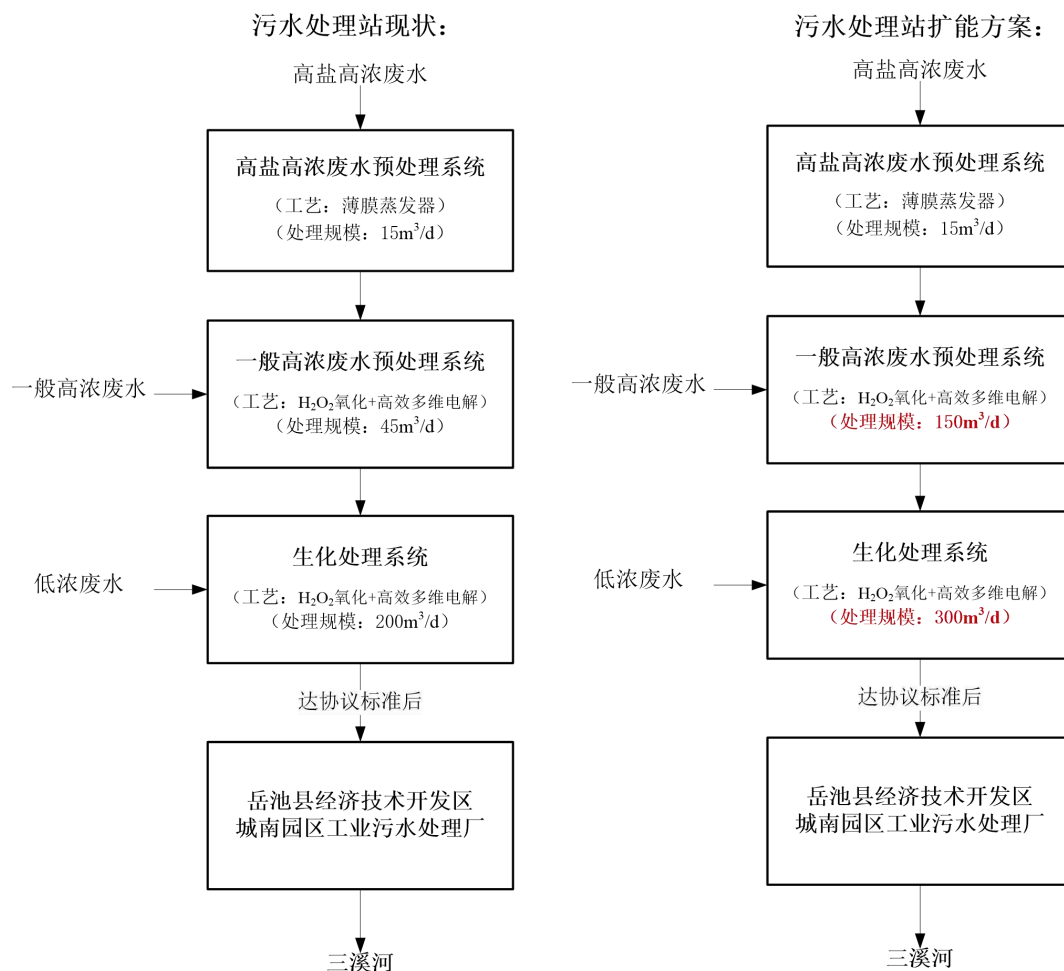 污水处理站现状：
高盐高浓废水
高盐高浓废水预处理系统
（工艺：薄膜蒸发器）
（处理规模：15m³/d）
一般高浓废水
一般高浓废水预处理系统
（工艺：H₂O₂氧化+高效多维电解）
（处理规模：45m³/d）
低浓废水
生化处理系统
（工艺：H₂O₂氧化+高效多维电解）
（处理规模：200m³/d）
达协议标准后
岳池县经济技术开发区
城南园区工业污水处理厂
三溪河
污水处理站扩能方案：
高盐高浓废水
高盐高浓废水预处理系统
（工艺：薄膜蒸发器）
（处理规模：15m³/d）
一般高浓废水
一般高浓废水预处理系统
（工艺：H₂O₂氧化+高效多维电解）
（处理规模：150m³/d）
低浓废水
生化处理系统
（工艺：H₂O₂氧化+高效多维电解）
（处理规模：300m³/d）
达协议标准后
岳池县经济技术开发区
城南园区工业污水处理厂
三溪河